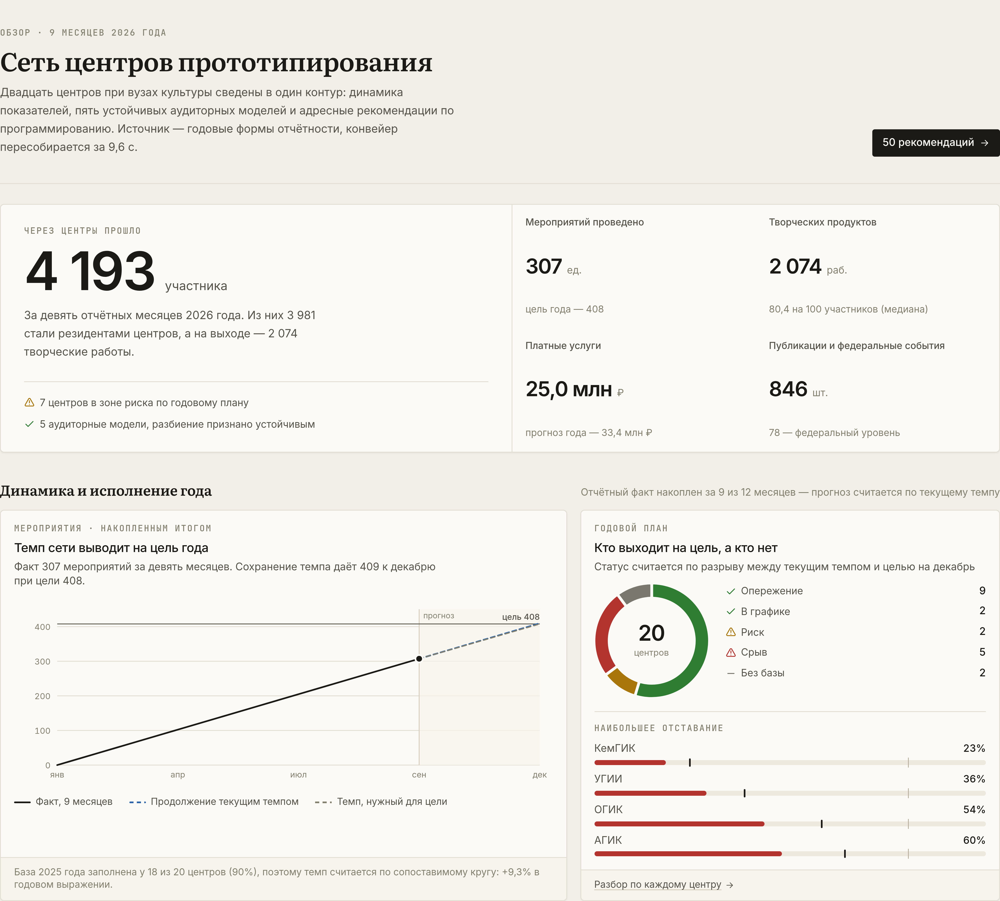 ОБЗОР · 9 МЕСЯЦЕВ 2026 ГОДА
Сеть центров прототипирования
Двадцать центров при вузах культуры сведены в один контур: динамика
показателей, пять устойчивых аудиторных моделей и адресные рекомендации по
программированию. Источник — годовые формы отчётности, конвейер
пересобирается за 9,6 с.
50 рекомендаций →
ЧЕРЕЗ ЦЕНТРЫ ПРОШЛО
4 193 участника
За девять отчётных месяцев 2026 года. Из них 3 981
стали резидентами центров, а на выходе — 2 074
творческие работы.
7 центров в зоне риска по годовому плану
5 аудиторные модели, разбиение признано устойчивым
Мероприятий проведено
307 ед.
цель года — 408
Творческих продуктов
2 074 раб.
80,4 на 100 участников (медиана)
Платные услуги
25,0 млн ₽
прогноз года — 33,4 млн ₽
Публикации и федеральные события
846 шт.
78 — федеральный уровень
Динамика и исполнение года
Отчётный факт накоплен за 9 из 12 месяцев — прогноз считается по текущему темпу
МЕРОПРИЯТИЯ · НАКОПЛЕННЫМ ИТОГОМ
Темп сети выводит на цель года
Факт 307 мероприятий за девять месяцев. Сохранение темпа даёт 409 к декабрю
при цели 408.
прогноз
цель 408
400
300
200
100
0
янв апр июл сен дек
Факт, 9 месяцев Продолжение текущим темпом Темп, нужный для цели
База 2025 года заполнена у 18 из 20 центров (90%), поэтому темп считается по сопоставимому кругу: +9,3% в
годовом выражении.
ГОДОВОЙ ПЛАН
Кто выходит на цель, а кто нет
Статус считается по разрыву между текущим темпом и целью на декабрь
20
центров
Опережение 9
В графике 2
Риск 2
Срыв 5
Без базы 2
НАИБОЛЬШЕЕ ОТСТАВАНИЕ
КемГИК 23%
УГИИ 36%
ОГИК 54%
АГИК 60%
Разбор по каждому центру →